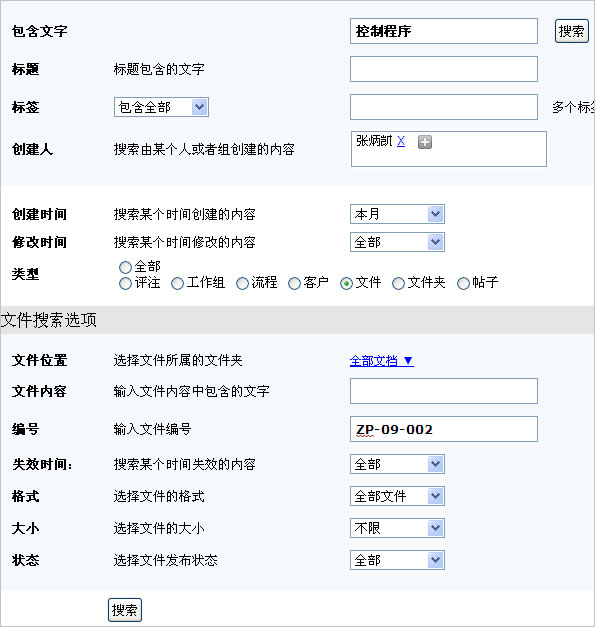 包含文字 控制程序 搜索
标题 标题包含的文字
标签 包含全部 多个标
创建人 搜索由某个人或者组创建的内容 张炳凯 X
创建时间 搜索某个时间创建的内容 本月
修改时间 搜索某个时间修改的内容 全部
类型 全部
评注 工作组 流程 客户 文件 文件夹 帖子
文件搜索选项
文件位置 选择文件所属的文件夹 全部文档 ▼
文件内容 输入文件内容中包含的文字
编号 输入文件编号 ZP-09-002
失效时间: 搜索某个时间失效的内容 全部
格式 选择文件的格式 全部文件
大小 选择文件的大小 不限
状态 选择文件发布状态 全部
搜索